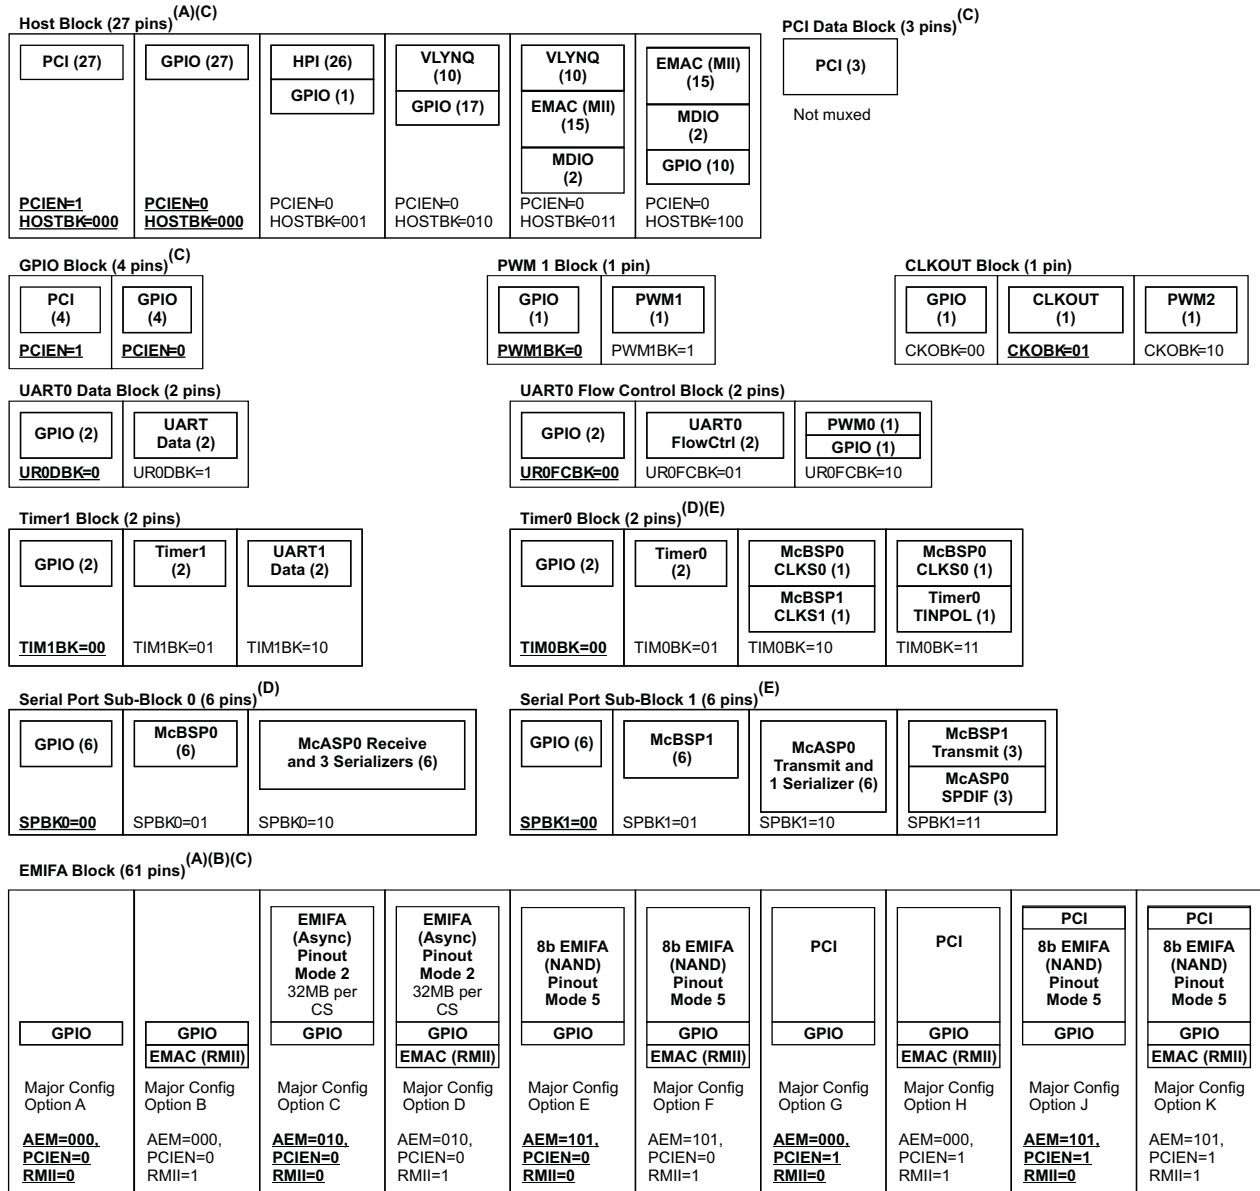 Host Block (27 pins)(A)(C)
PCI Data Block (3 pins)(C)
PCI (27)
GPIO (27)
HPI (26)
GPIO (1)
VLYNQ
(10)
GPIO (17)
VLYNQ
(10)
EMAC (MII)
(15)
MDIO
(2)
EMAC (MII)
(15)
MDIO
(2)
GPIO (10)
PCI (3)
Not muxed
PCIEN=1
HOSTBK=000
PCIEN=0
HOSTBK=000
PCIEN=0
HOSTBK=001
PCIEN=0
HOSTBK=010
PCIEN=0
HOSTBK=011
PCIEN=0
HOSTBK=100
GPIO Block (4 pins)(C)
PCI
(4)
PCIEN=1
GPIO
(4)
PCIEN=0
PWM 1 Block (1 pin)
GPIO
(1)
PWM1BK=0
PWM1
(1)
PWM1BK=1
CLKOUT Block (1 pin)
GPIO
(1)
CKOBK=00
CLKOUT
(1)
CKOBK=01
PWM2
(1)
CKOBK=10
UART0 Data Block (2 pins)
GPIO (2)
UR0DBK=0
UART
Data (2)
UR0DBK=1
UART0 Flow Control Block (2 pins)
GPIO (2)
UR0FCBK=00
UART0
FlowCtrl (2)
UR0FCBK=01
PWM0 (1)
GPIO (1)
UR0FCBK=10
Timer1 Block (2 pins)
GPIO (2)
TIM1BK=00
Timer1
(2)
TIM1BK=01
UART1
Data (2)
TIM1BK=10
Timer0 Block (2 pins)(D)(E)
GPIO (2)
TIM0BK=00
Timer0
(2)
TIM0BK=01
McBSP0
CLKS0 (1)
McBSP1
CLKS1 (1)
TIM0BK=10
McBSP0
CLKS0 (1)
Timer0
TINPOL (1)
TIM0BK=11
Serial Port Sub-Block 0 (6 pins)(D)
GPIO (6)
SPBK0=00
McBSP0
(6)
SPBK0=01
McASP0 Receive
and 3 Serializers (6)
SPBK0=10
Serial Port Sub-Block 1 (6 pins)(E)
GPIO (6)
SPBK1=00
McBSP1
(6)
SPBK1=01
McASP0
Transmit and
1 Serializer (6)
SPBK1=10
McBSP1
Transmit (3)
McASP0
SPDIF (3)
SPBK1=11
EMIFA Block (61 pins)(A)(B)(C)
GPIO
Major Config
Option A
AEM=000,
PCIEN=0
RMII=0
GPIO
EMAC (RMII)
Major Config
Option B
AEM=000,
PCIEN=0
RMII=1
EMIFA
(Async)
Pinout
Mode 2
32MB per
CS
GPIO
Major Config
Option C
AEM=010,
PCIEN=0
RMII=0
EMIFA
(Async)
Pinout
Mode 2
32MB per
CS
GPIO
EMAC (RMII)
Major Config
Option D
AEM=010,
PCIEN=0
RMII=1
8b EMIFA
(NAND)
Pinout
Mode 5
GPIO
Major Config
Option E
AEM=101,
PCIEN=0
RMII=0
8b EMIFA
(NAND)
Pinout
Mode 5
GPIO
EMAC (RMII)
Major Config
Option F
AEM=101,
PCIEN=0
RMII=1
PCI
GPIO
Major Config
Option G
AEM=000,
PCIEN=1
RMII=0
PCI
GPIO
EMAC (RMII)
Major Config
Option H
AEM=000,
PCIEN=1
RMII=1
PCI
8b EMIFA
(NAND)
Pinout
Mode 5
GPIO
Major Config
Option J
AEM=101,
PCIEN=1
RMII=0
PCI
8b EMIFA
(NAND)
Pinout
Mode 5
GPIO
EMAC (RMII)
Major Config
Option K
AEM=101,
PCIEN=1
RMII=1